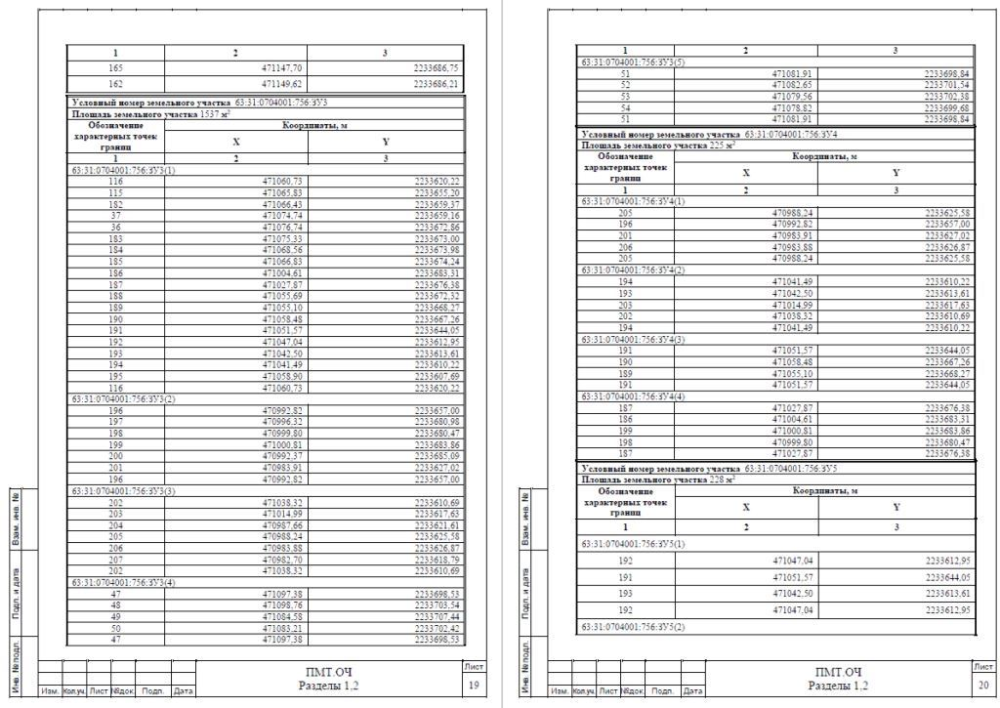 1 2 3
165 471147,70 2233686,75
162 471149,62 2233686,21
Условный номер земельного участка 63:31:0704001:756:ЗУ3
Площадь земельного участка 1537 м²
Обозначение характерных точек границ Координаты, м
X Y
1 2 3
63:31:0704001:756:ЗУ3(1)
116 471060,73 2233620,22
115 471065,83 2233655,20
182 471066,43 2233659,37
37 471074,74 2233659,16
36 471076,74 2233672,86
183 471075,33 2233673,00
184 471068,56 2233673,98
185 471066,83 2233674,24
186 471004,61 2233683,31
187 471027,87 2233676,38
188 471055,69 2233672,32
189 471055,10 2233668,27
190 471058,48 2233667,26
191 471051,57 2233644,05
192 471047,04 2233612,95
193 471042,50 2233613,61
194 471041,49 2233610,22
195 471058,90 2233607,69
116 471060,73 2233620,22
63:31:0704001:756:ЗУ3(2)
196 470992,82 2233657,00
197 470996,32 2233680,98
198 470999,80 2233680,47
199 471000,81 2233683,86
200 470992,37 2233685,09
201 470983,91 2233627,02
196 470992,82 2233657,00
63:31:0704001:756:ЗУ3(3)
202 471038,32 2233610,69
203 471014,99 2233617,63
204 470987,66 2233621,61
205 470988,24 2233625,58
206 470983,88 2233626,87
207 470982,70 2233618,79
202 471038,32 2233610,69
63:31:0704001:756:ЗУ3(4)
47 471097,38 2233698,53
48 471098,76 2233703,54
49 471084,58 2233707,44
50 471083,21 2233702,42
47 471097,38 2233698,53
Взам. инв. №
Подп. и дата
Инв. № подл.
Изм. Кол.уч. Лист №док. Подп. Дата
ПМТ.ОЧ
Разделы 1,2
Лист
19
1 2 3
63:31:0704001:756:ЗУ3(5)
51 471081,91 2233698,84
52 471082,65 2233701,54
53 471079,56 2233702,38
54 471078,82 2233699,68
51 471081,91 2233698,84
Условный номер земельного участка 63:31:0704001:756:ЗУ4
Площадь земельного участка 225 м²
Обозначение характерных точек границ Координаты, м
X Y
1 2 3
63:31:0704001:756:ЗУ4(1)
205 470988,24 2233625,58
196 470992,82 2233657,00
201 470983,91 2233627,02
206 470983,88 2233626,87
205 470988,24 2233625,58
63:31:0704001:756:ЗУ4(2)
194 471041,49 2233610,22
193 471042,50 2233613,61
203 471014,99 2233617,63
202 471038,32 2233610,69
194 471041,49 2233610,22
63:31:0704001:756:ЗУ4(3)
191 471051,57 2233644,05
190 471058,48 2233667,26
189 471055,10 2233668,27
191 471051,57 2233644,05
63:31:0704001:756:ЗУ4(4)
187 471027,87 2233676,38
186 471004,61 2233683,31
199 471000,81 2233683,86
198 470999,80 2233680,47
187 471027,87 2233676,38
Условный номер земельного участка 63:31:0704001:756:ЗУ5
Площадь земельного участка 228 м²
Обозначение характерных точек границ Координаты, м
X Y
1 2 3
63:31:0704001:756:ЗУ5(1)
192 471047,04 2233612,95
191 471051,57 2233644,05
193 471042,50 2233613,61
192 471047,04 2233612,95
63:31:0704001:756:ЗУ5(2)
Взам. инв. №
Подп. и дата
Инв. № подл.
Изм. Кол.уч. Лист №док. Подп. Дата
ПМТ.ОЧ
Разделы 1,2
Лист
20